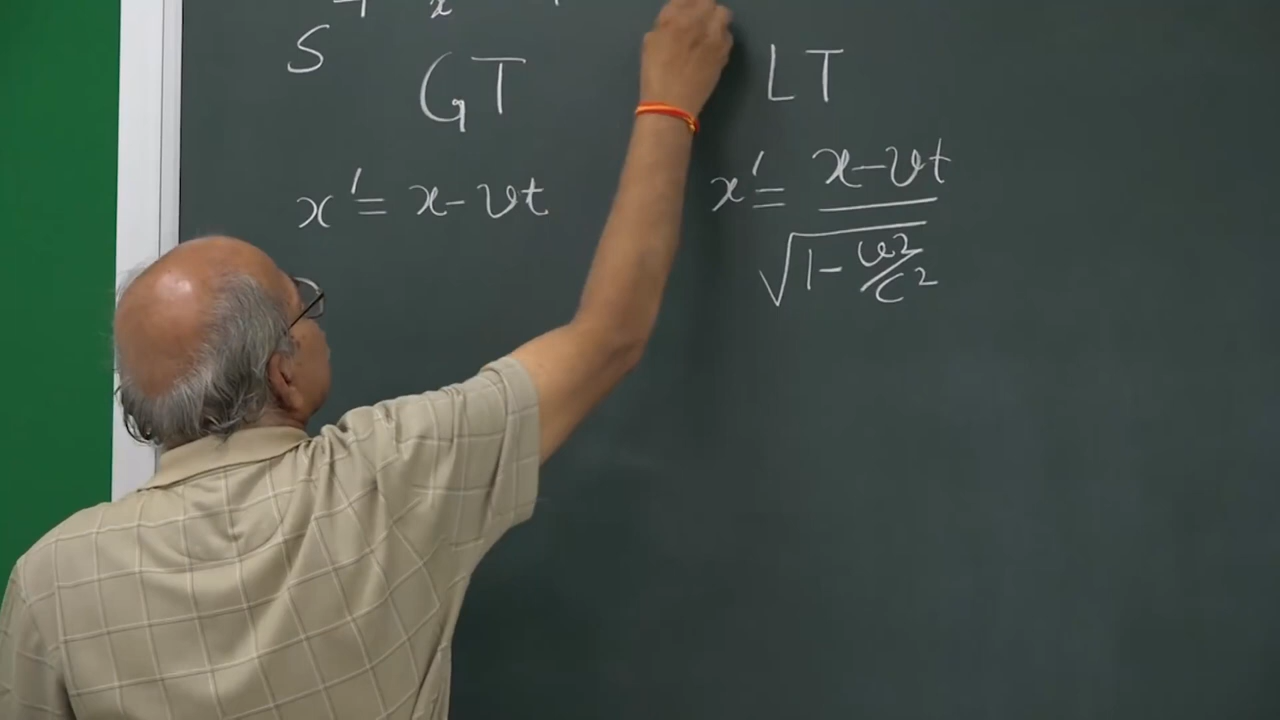 x
S
GT
LT
x' = x - vt
x' = x - vt / √1 - v2/c2